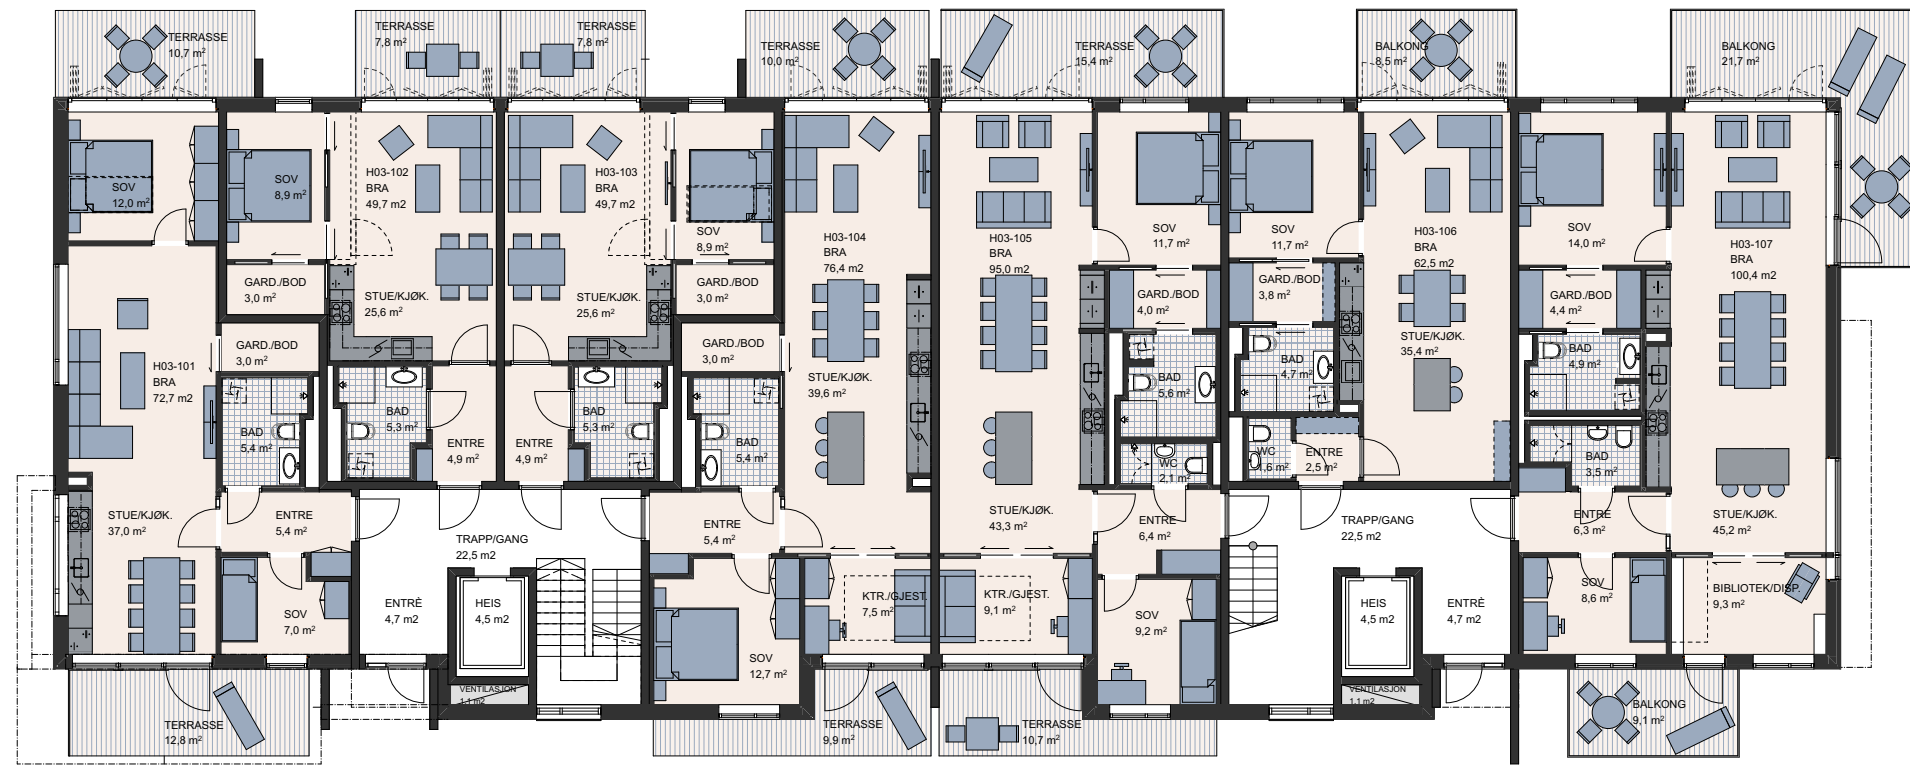 TERRASSE
10,7 m²
TERRASSE
7,8 m²
TERRASSE
7,8 m²
TERRASSE
10,0 m²
TERRASSE
15,4 m²
BALKONG
8,5 m²
BALKONG
21,7 m²
SOV
12,0 m²
SOV
8,9 m²
H03-102
BRA
49,7 m2
H03-103
BRA
49,7 m2
SOV
8,9 m²
H03-104
BRA
76,4 m2
H03-105
BRA
95,0 m2
SOV
11,7 m²
SOV
11,7 m²
H03-106
BRA
62,5 m2
SOV
14,0 m²
H03-107
BRA
100,4 m2
GARD./BOD
3,0 m²
STUE/KJØK.
25,6 m²
STUE/KJØK.
25,6 m²
GARD./BOD
3,0 m²
GARD./BOD
4,0 m²
GARD./BOD
3,8 m²
GARD./BOD
4,4 m²
GARD./BOD
3,0 m²
GARD./BOD
3,0 m²
STUE/KJØK.
35,4 m²
H03-101
BRA
72,7 m2
STUE/KJØK.
39,6 m²
BAD
5,6 m²
BAD
4,7 m²
BAD
4,9 m²
BAD
5,4 m²
BAD
5,3 m²
ENTRE
4,9 m²
ENTRE
4,9 m²
BAD
5,3 m²
BAD
5,4 m²
WC
2,1 m²
WC
1,6 m²
ENTRE
2,5 m²
BAD
3,5 m²
STUE/KJØK.
37,0 m²
ENTRE
5,4 m²
TRAPP/GANG
22,5 m2
ENTRE
5,4 m²
STUE/KJØK.
43,3 m²
ENTRE
6,4 m²
TRAPP/GANG
22,5 m2
ENTRE
6,3 m²
STUE/KJØK.
45,2 m²
SOV
7,0 m²
ENTRÈ
4,7 m2
HEIS
4,5 m2
KTR./GJEST.
7,5 m²
KTR./GJEST.
9,1 m²
SOV
9,2 m²
HEIS
4,5 m2
ENTRÈ
4,7 m2
SOV
8,6 m²
BIBLIOTEK/DISP.
9,3 m²
SOV
12,7 m²
VENTILASJON
1,1 m2
VENTILASJON
1,1 m2
TERRASSE
12,8 m²
TERRASSE
9,9 m²
TERRASSE
10,7 m²
BALKONG
9,1 m²